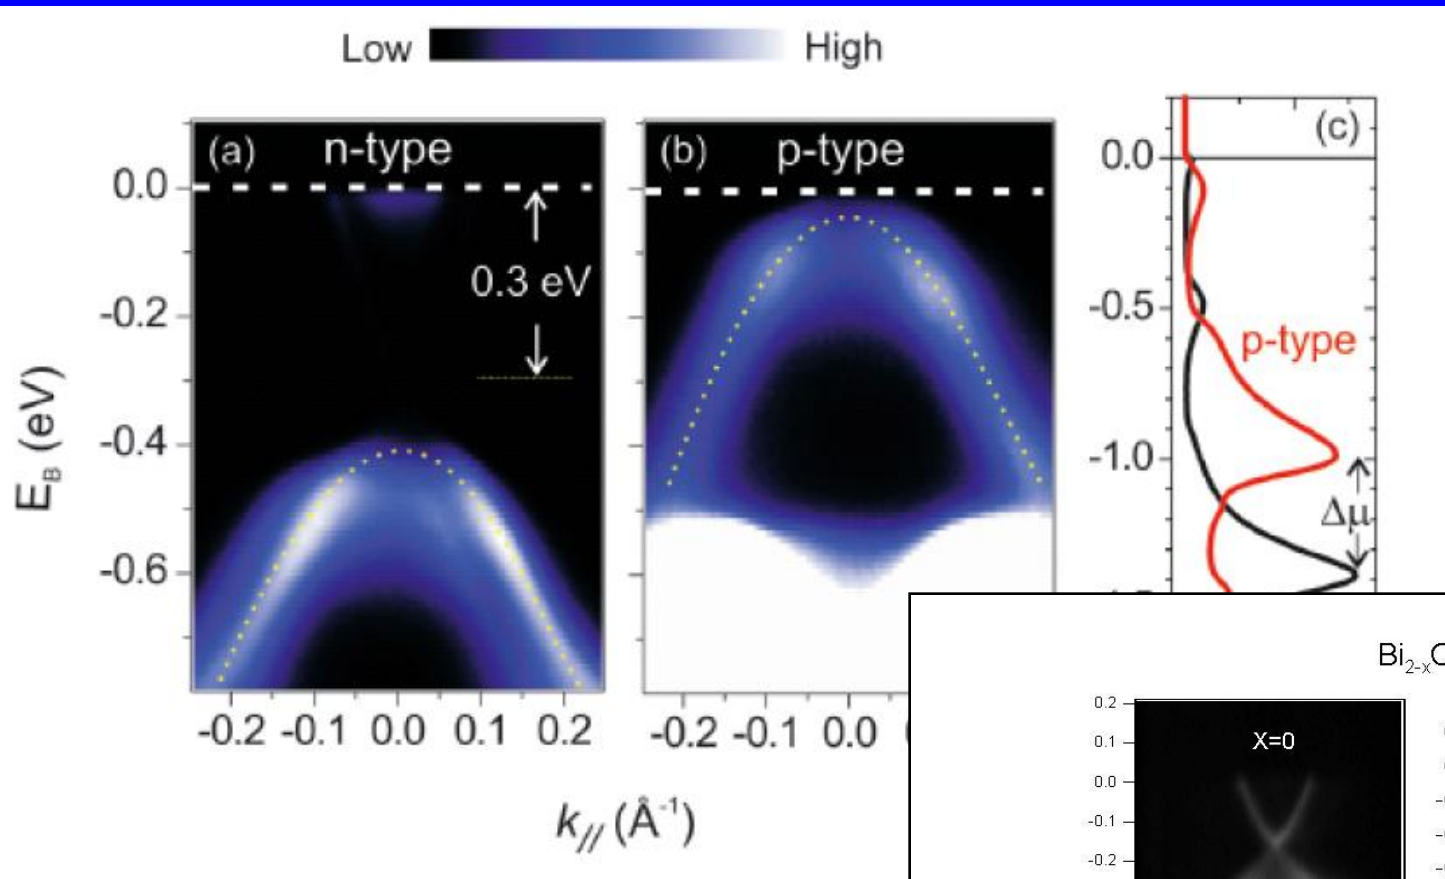 Low High
(a) n-type
(b) p-type
(c)
0.0
-0.2
-0.4
-0.6
E_B (eV)
0.3 eV
-0.2 -0.1 0.0 0.1 0.2
-0.2 -0.1 0.0
k_// (Å⁻¹)
0.0
-0.5
-1.0
p-type
Δμ
Bi₂₋ₓ
X=0
0.2
0.1
0.0
-0.1
-0.2